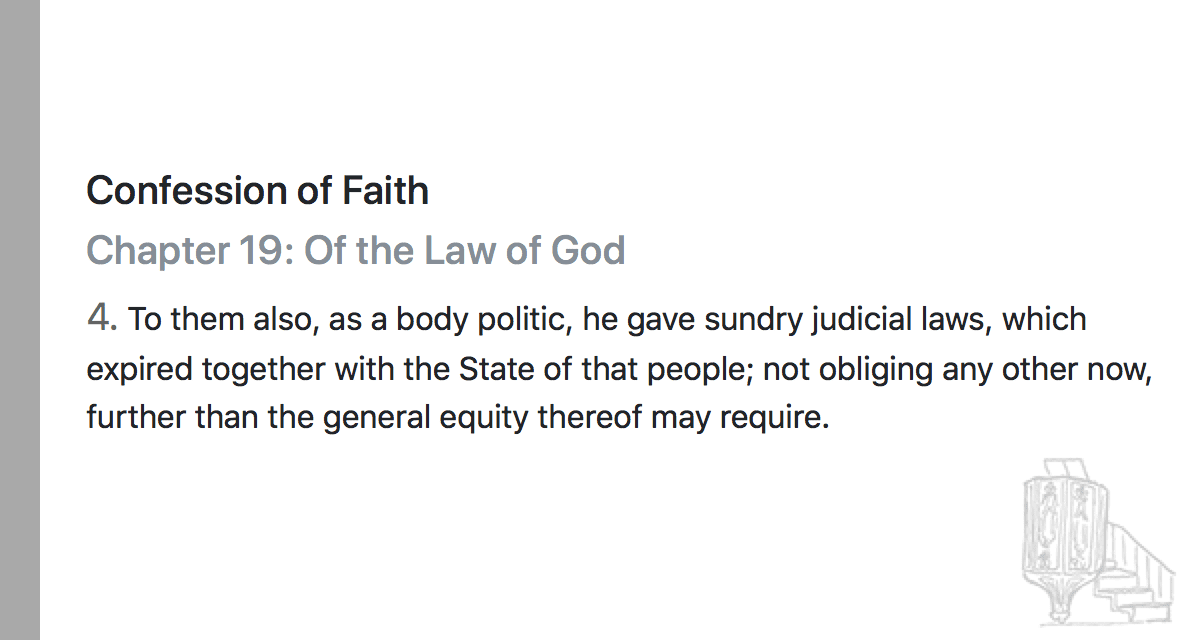 Confession of Faith
Chapter 19: Of the Law of God
4. To them also, as a body politic, he gave sundry judicial laws, which
expired together with the State of that people; not obliging any other now,
further than the general equity thereof may require.